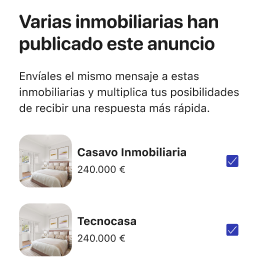 Varias inmobiliarias han
publicado este anuncio
Envíales el mismo mensaje a estas
inmobiliarias y multiplica tus posibilidades
de recibir una respuesta más rápida.
Casavo Inmobiliaria
240.000 €
Tecnocasa
240.000 €